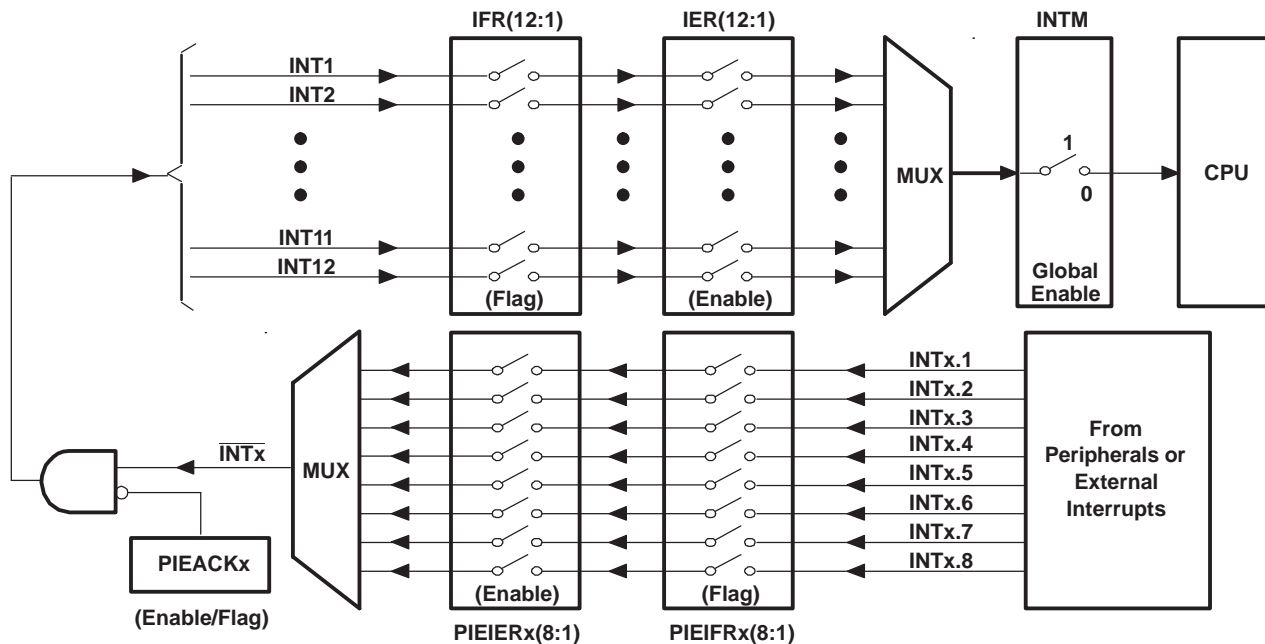 IFR(12:1)
IER(12:1)
INTM
INT1
INT2
INT11
INT12
(Flag)
(Enable)
MUX
1
0
Global
Enable
CPU
INTx.1
INTx.2
INTx.3
INTx.4
INTx.5
INTx.6
INTx.7
INTx.8
From
Peripherals or
External
Interrupts
INTx
MUX
PIEACKx
(Enable/Flag)
(Enable)
(Flag)
PIEIERx(8:1)
PIEIFRx(8:1)